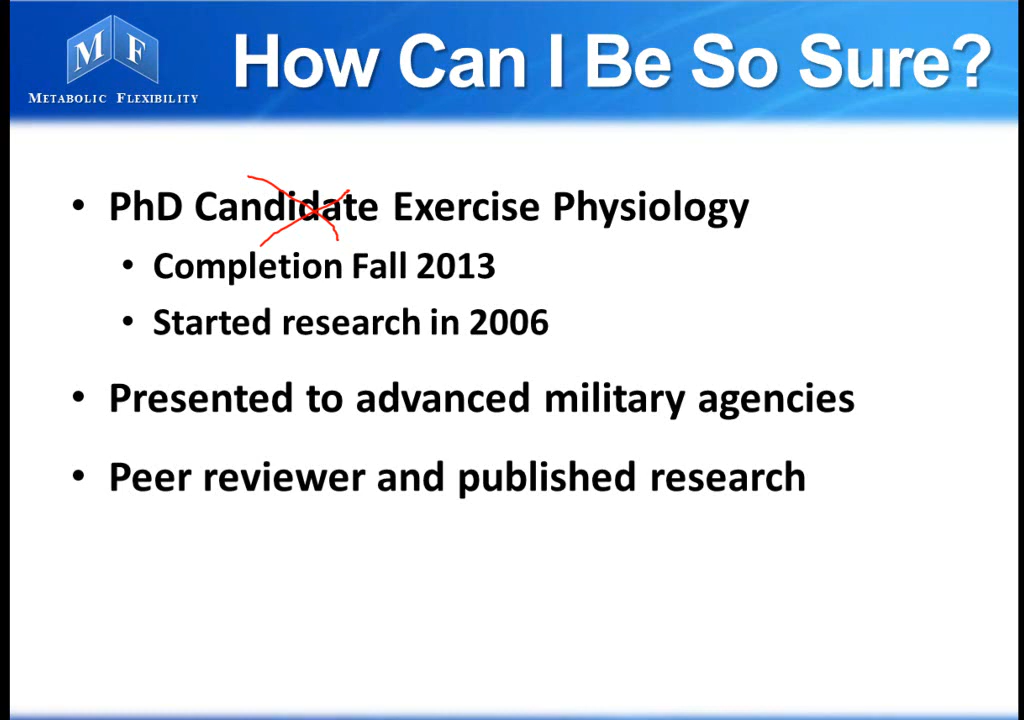 M F
METABOLIC FLEXIBILITY
How Can I Be So Sure?
• PhD Candidate Exercise Physiology
• Completion Fall 2013
• Started research in 2006
• Presented to advanced military agencies
• Peer reviewer and published research